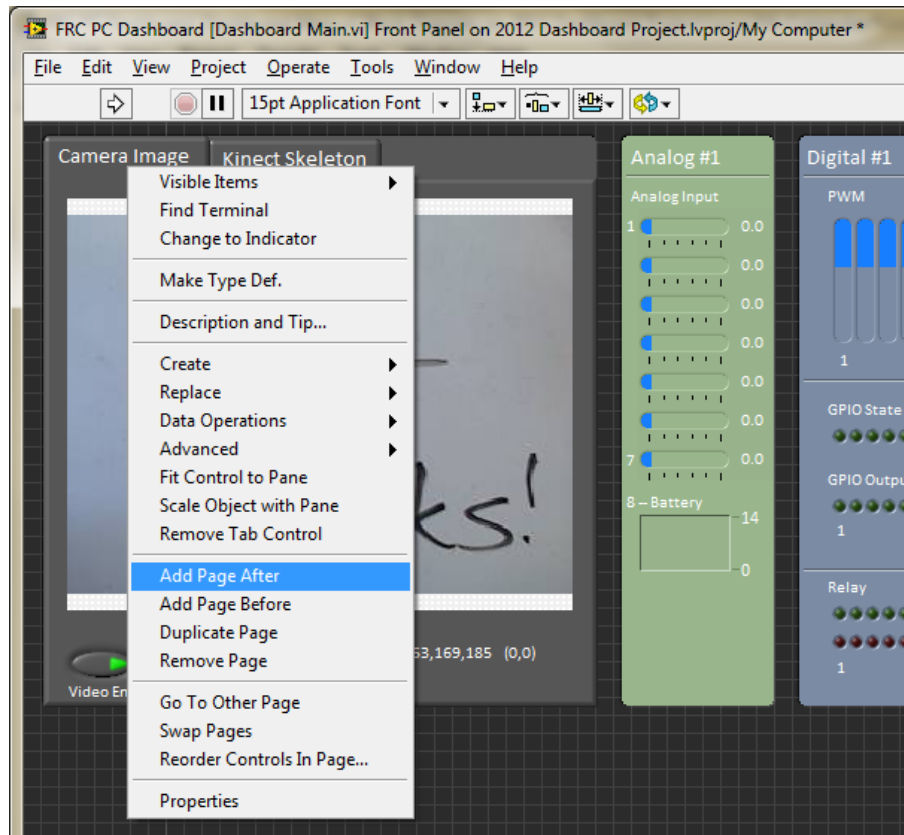 FRC PC Dashboard [Dashboard Main.vi] Front Panel on 2012 Dashboard Project.lvproj/My Computer *
File Edit View Project Operate Tools Window Help
15pt Application Font
Camera Image
Kinect Skeleton
Visible Items
Find Terminal
Change to Indicator
Make Type Def.
Description and Tip...
Create
Replace
Data Operations
Advanced
Fit Control to Pane
Scale Object with Pane
Remove Tab Control
Add Page After
Add Page Before
Duplicate Page
Remove Page
Go To Other Page
Swap Pages
Reorder Controls In Page...
Properties
ks!
Video En
53,169,185 (0,0)
Analog #1
Analog Input
1 0.0
0.0
0.0
0.0
0.0
0.0
7 0.0
8 -- Battery
14
0
Digital #1
PWM
1
GPIO State
GPIO Outpu
1
Relay
1